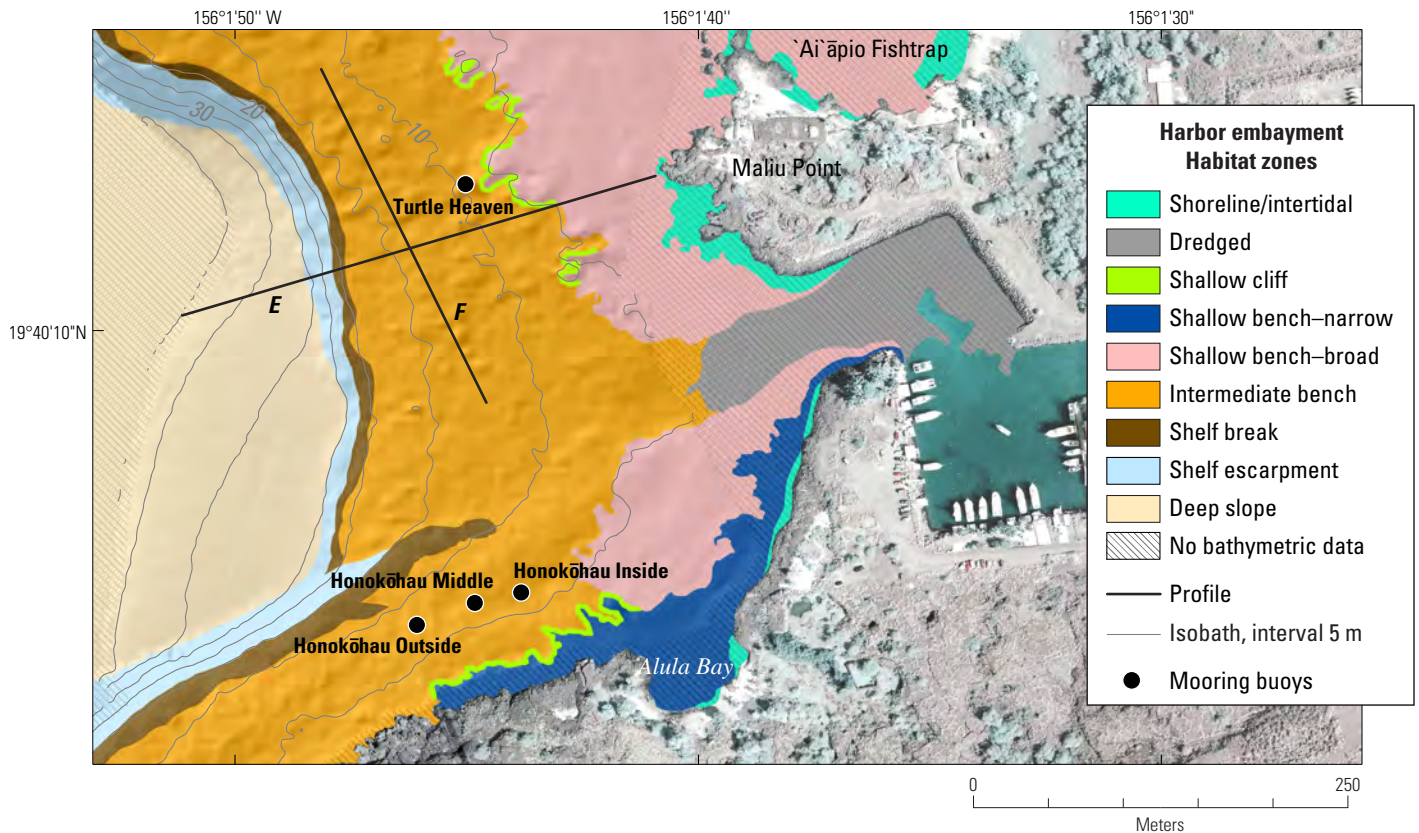 156°1'50" W
156°1'40"
156°1'30"
`Ai`āpio Fishtrap
30
20
10
Maliu Point
Turtle Heaven
E
F
19°40'10"N
Honokōhau Middle
Honokōhau Inside
Honokōhau Outside
Alula Bay
Harbor embayment
Habitat zones
Shoreline/intertidal
Dredged
Shallow cliff
Shallow bench–narrow
Shallow bench–broad
Intermediate bench
Shelf break
Shelf escarpment
Deep slope
No bathymetric data
Profile
Isobath, interval 5 m
Mooring buoys
0
250
Meters